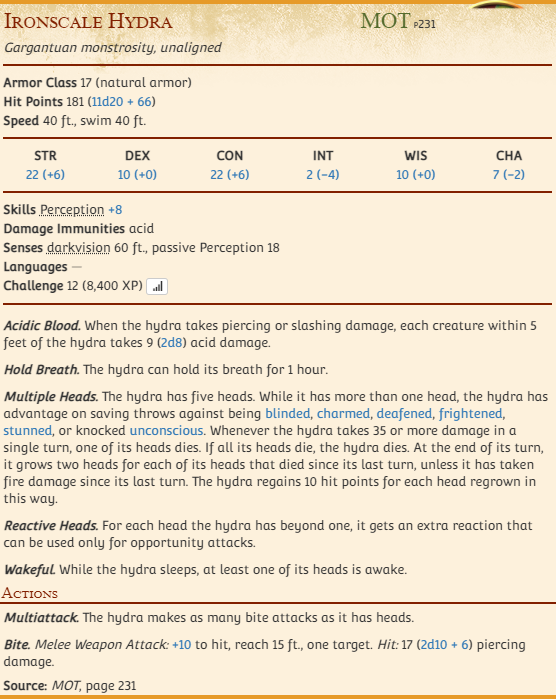 Ironscale Hydra MOT p231
Gargantuan monstrosity, unaligned
Armor Class 17 (natural armor)
Hit Points 181 (11d20 + 66)
Speed 40 ft., swim 40 ft.
STR DEX CON INT WIS CHA
22 (+6) 10 (+0) 22 (+6) 2 (−4) 10 (+0) 7 (−2)
Skills Perception +8
Damage Immunities acid
Senses darkvision 60 ft., passive Perception 18
Languages —
Challenge 12 (8,400 XP)
Acidic Blood. When the hydra takes piercing or slashing damage, each creature within 5
feet of the hydra takes 9 (2d8) acid damage.
Hold Breath. The hydra can hold its breath for 1 hour.
Multiple Heads. The hydra has five heads. While it has more than one head, the hydra has
advantage on saving throws against being blinded, charmed, deafened, frightened,
stunned, or knocked unconscious. Whenever the hydra takes 35 or more damage in a
single turn, one of its heads dies. If all its heads die, the hydra dies. At the end of its turn,
it grows two heads for each of its heads that died since its last turn, unless it has taken
fire damage since its last turn. The hydra regains 10 hit points for each head regrown in
this way.
Reactive Heads. For each head the hydra has beyond one, it gets an extra reaction that
can be used only for opportunity attacks.
Wakeful. While the hydra sleeps, at least one of its heads is awake.
Actions
Multiattack. The hydra makes as many bite attacks as it has heads.
Bite. Melee Weapon Attack: +10 to hit, reach 15 ft., one target. Hit: 17 (2d10 + 6) piercing
damage.
Source: MOT, page 231